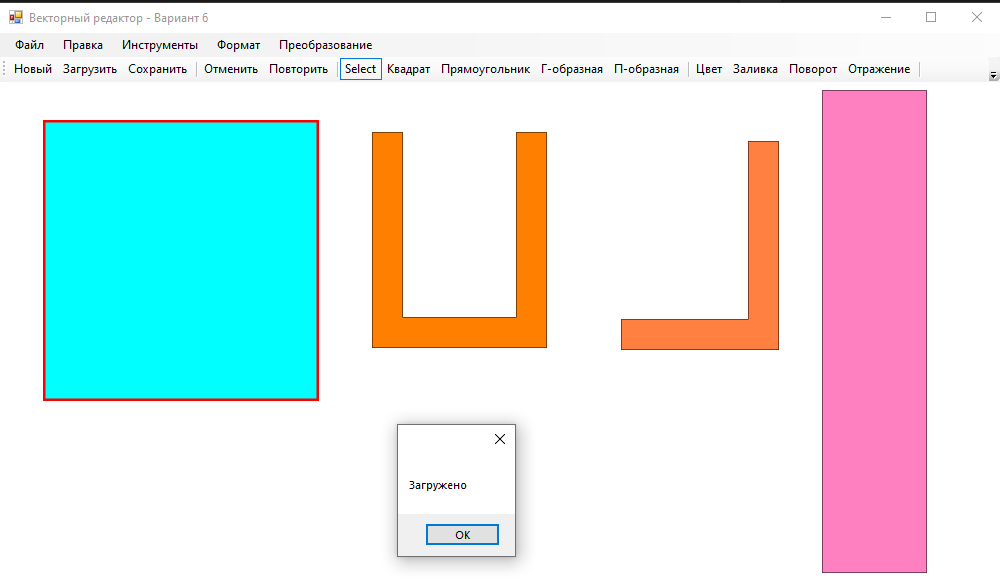 Векторный редактор - Вариант 6
Файл Правка Инструменты Формат Преобразование
Новый Загрузить Сохранить Отменить Повторить Select Квадрат Прямоугольник Г-образная П-образная Цвет Заливка Поворот Отражение
Загружено
OK